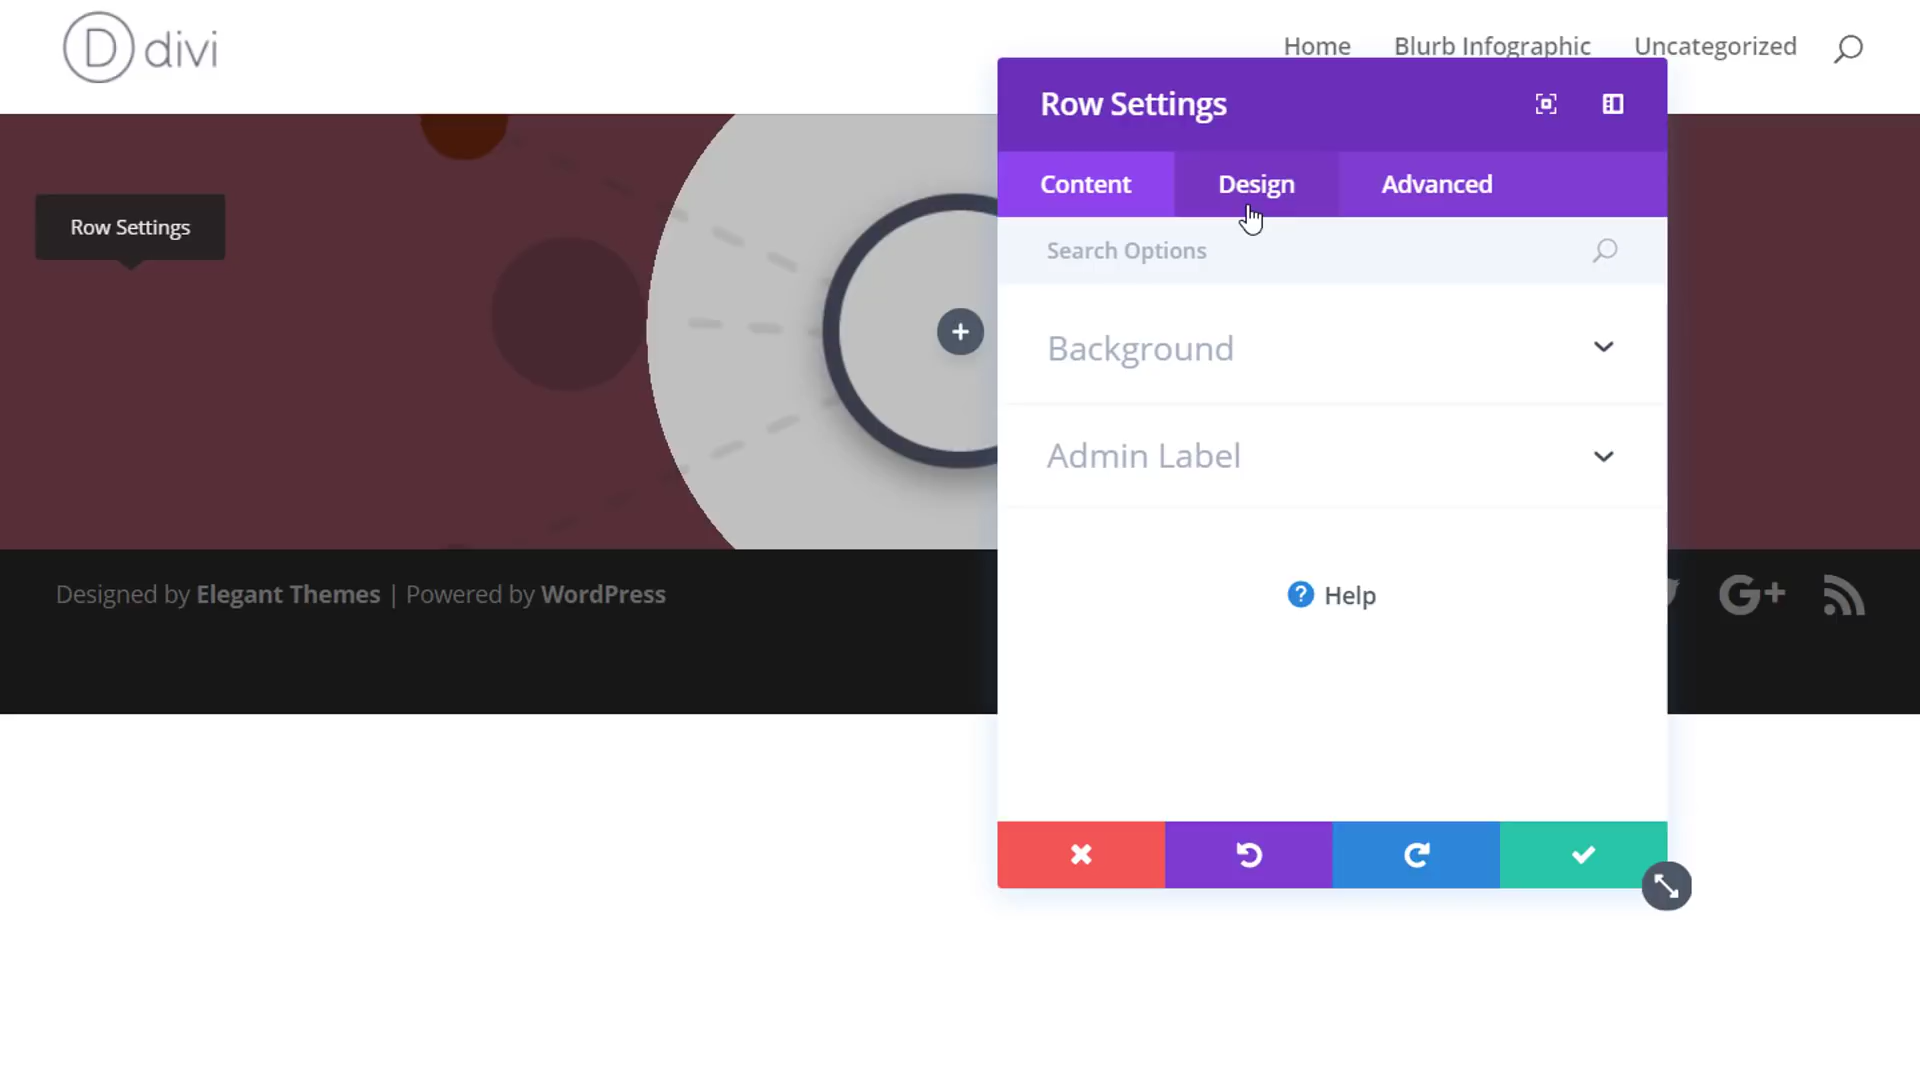 D divi
Home Blurb Infographic Uncategorized
Row Settings
Content Design Advanced
Row Settings
Search Options
Background
Admin Label
? Help
Designed by Elegant Themes | Powered by WordPress
G+